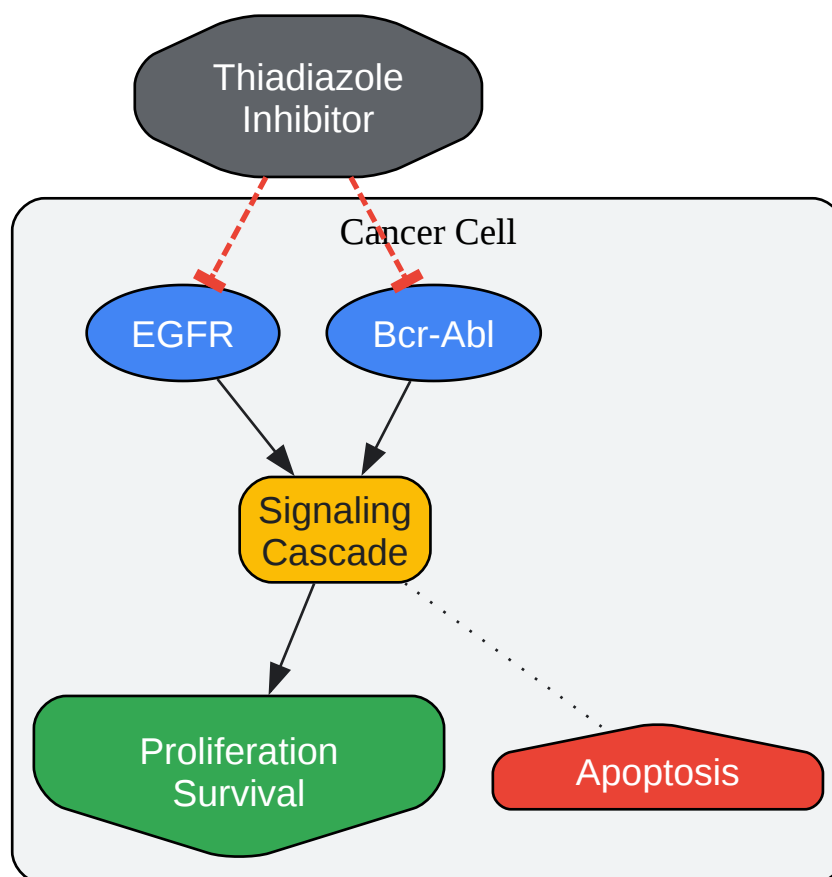 Thiadiazole
Inhibitor
Cancer Cell
EGFR
Bcr-Abl
Signaling
Cascade
Proliferation
Survival
Apoptosis